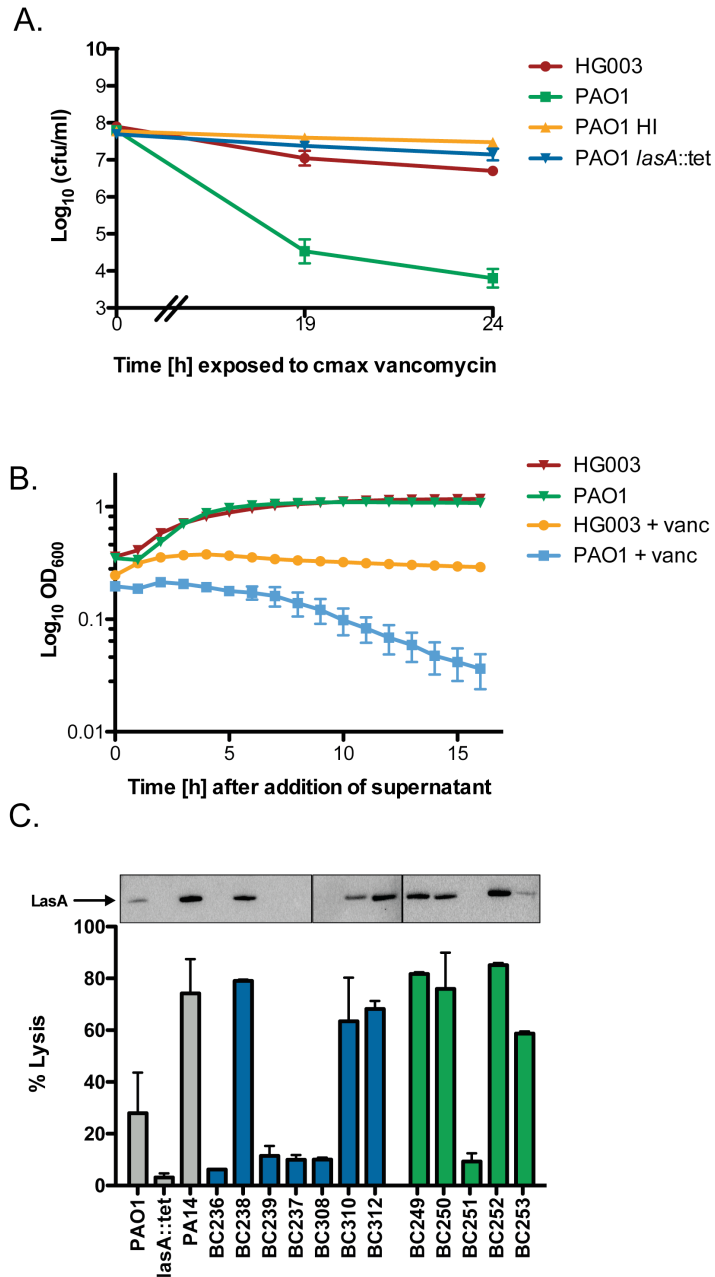 A.
10
9
8
7
6
5
4
3
0
19
24
Log10 (cfu/ml)
Time [h] exposed to cmax vancomycin
HG003
PAO1
PAO1 HI
PAO1 lasA::tet
B.
1
0.1
0.01
0
5
10
15
Log10 OD600
Time [h] after addition of supernatant
HG003
PAO1
HG003 + vanc
PAO1 + vanc
C.
LasA
100
80
60
40
20
0
% Lysis
PAO1
lasA::tet
PA14
BC236
BC238
BC239
BC237
BC308
BC310
BC312
BC249
BC250
BC251
BC252
BC253